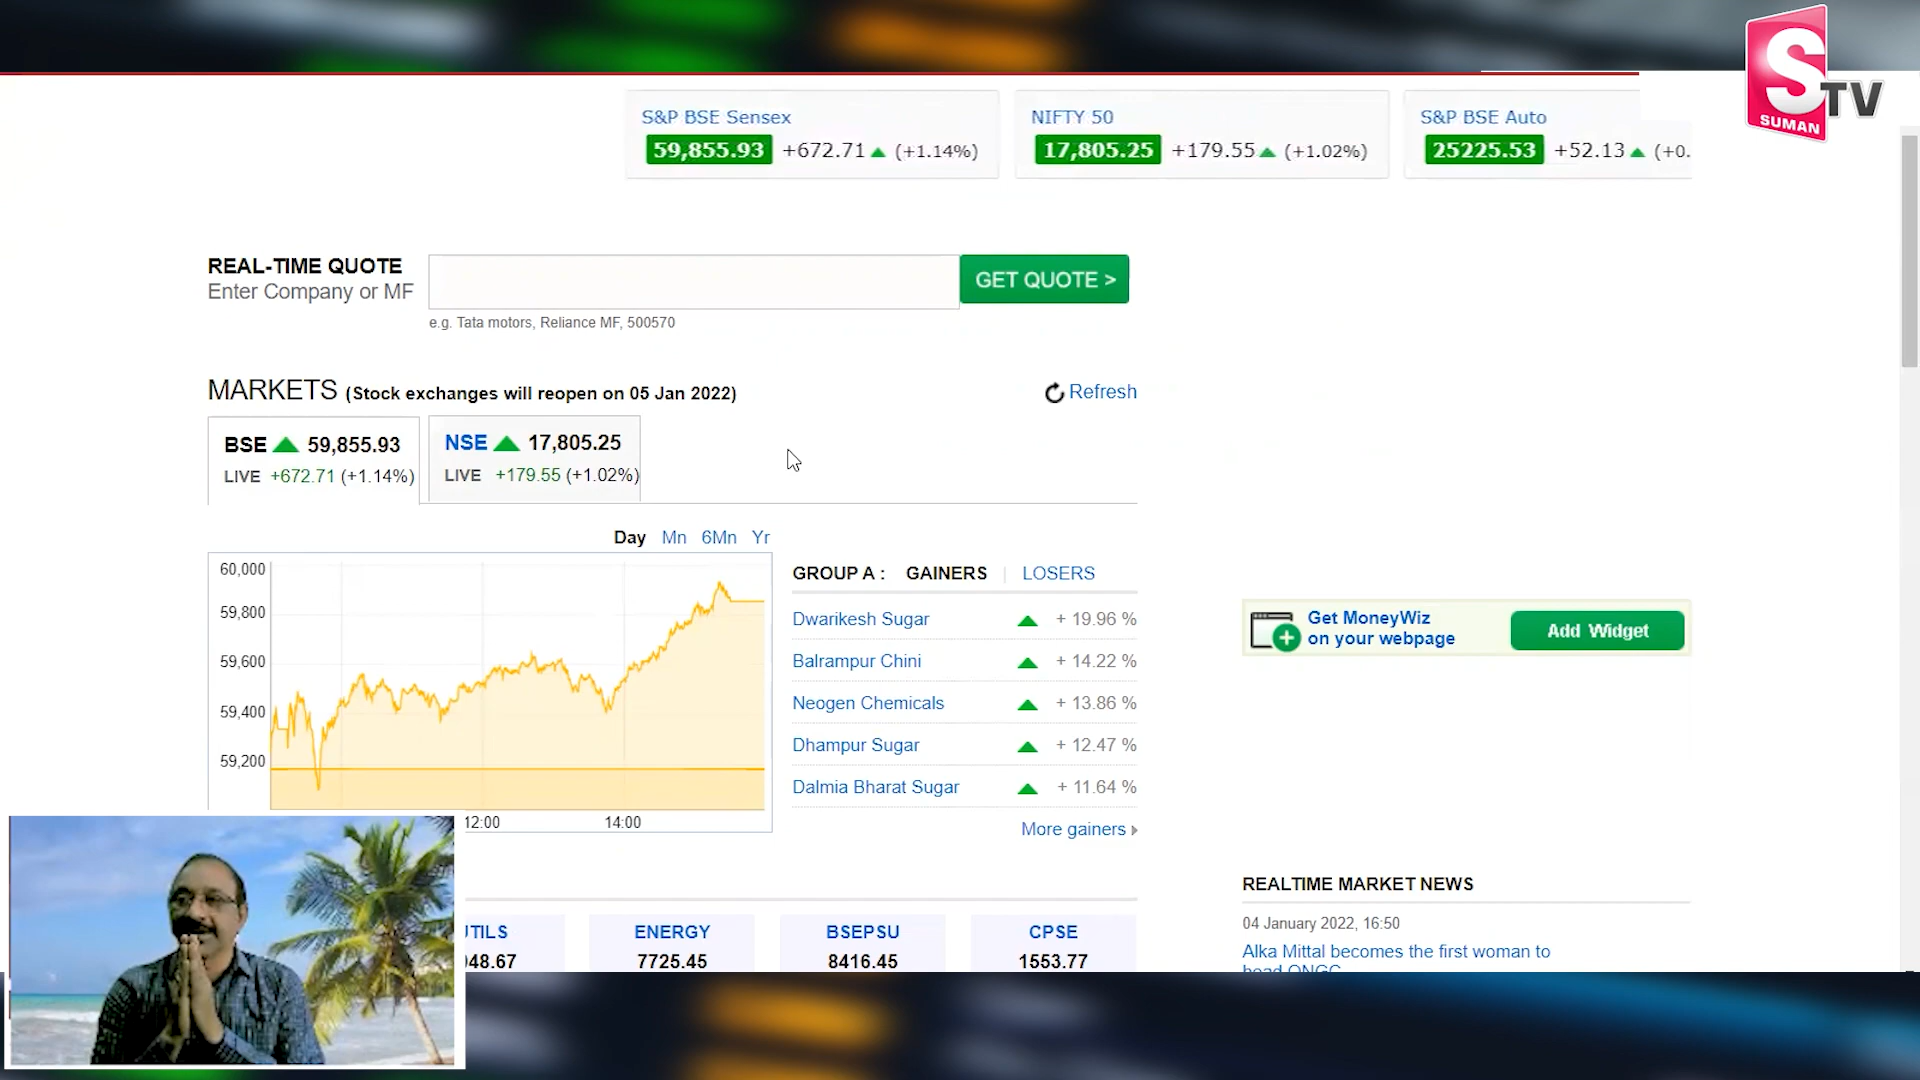 S
SUMAN
TV
S&P BSE Sensex
59,855.93 +672.71 (+1.14%)
NIFTY 50
17,805.25 +179.55 (+1.02%)
S&P BSE Auto
25225.53 +52.13 (+0.
REAL-TIME QUOTE
Enter Company or MF
GET QUOTE >
e.g. Tata motors, Reliance MF, 500570
MARKETS (Stock exchanges will reopen on 05 Jan 2022)
Refresh
BSE 59,855.93
LIVE +672.71 (+1.14%)
NSE 17,805.25
LIVE +179.55 (+1.02%)
Day Mn 6Mn Yr
60,000
59,800
59,600
59,400
59,200
12:00 14:00
GROUP A : GAINERS | LOSERS
Dwarikesh Sugar + 19.96 %
Balrampur Chini + 14.22 %
Neogen Chemicals + 13.86 %
Dhampur Sugar + 12.47 %
Dalmia Bharat Sugar + 11.64 %
More gainers
Get MoneyWiz
on your webpage
Add Widget
TILS
48.67
ENERGY
7725.45
BSEPSU
8416.45
CPSE
1553.77
REALTIME MARKET NEWS
04 January 2022, 16:50
Alka Mittal becomes the first woman to
head ONGC